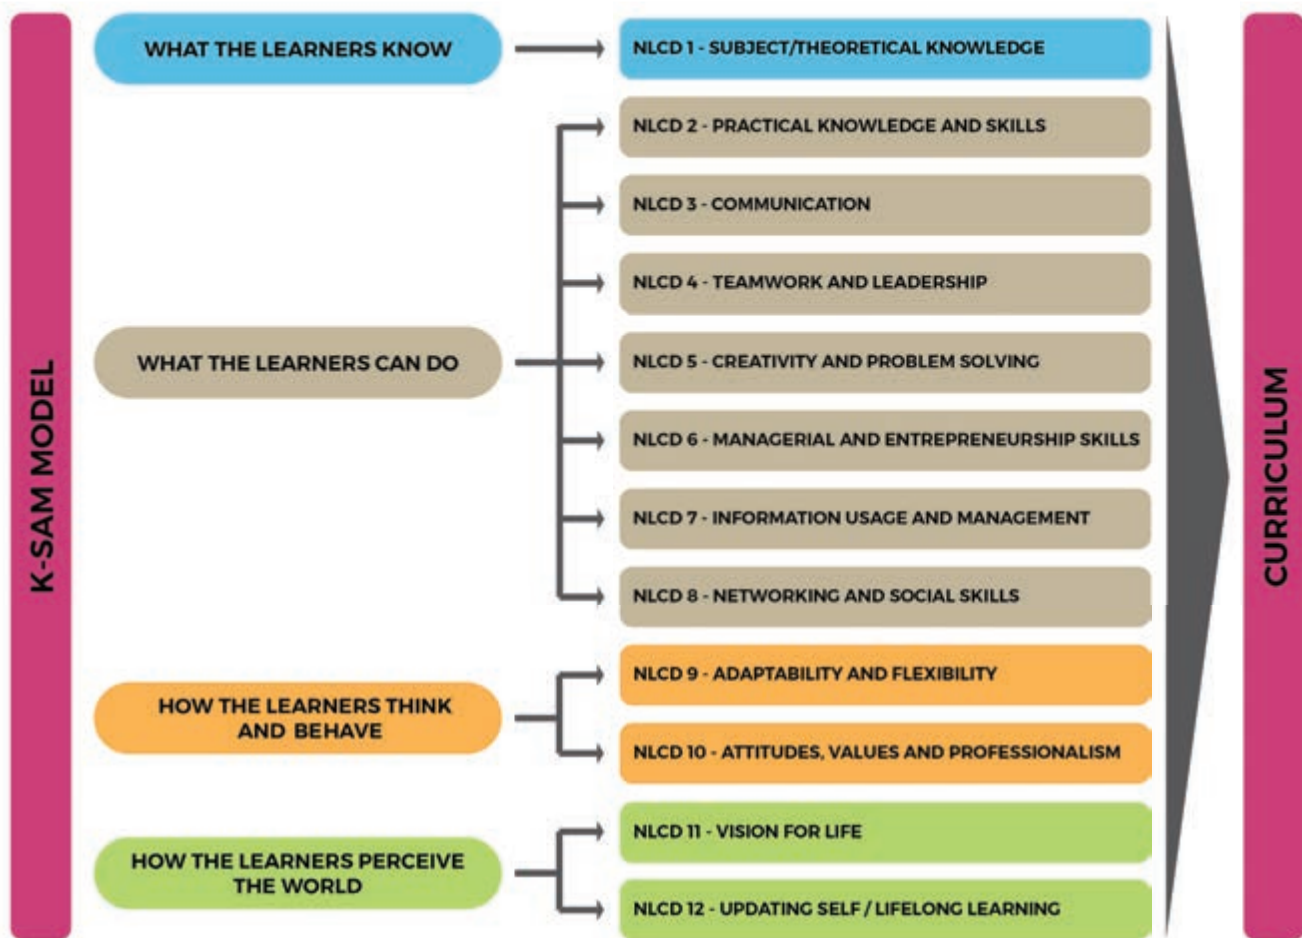 K-SAM MODEL
WHAT THE LEARNERS KNOW
NLCD 1 - SUBJECT/THEORETICAL KNOWLEDGE
WHAT THE LEARNERS CAN DO
NLCD 2 - PRACTICAL KNOWLEDGE AND SKILLS
NLCD 3 - COMMUNICATION
NLCD 4 - TEAMWORK AND LEADERSHIP
NLCD 5 - CREATIVITY AND PROBLEM SOLVING
NLCD 6 - MANAGERIAL AND ENTREPRENEURSHIP SKILLS
NLCD 7 - INFORMATION USAGE AND MANAGEMENT
NLCD 8 - NETWORKING AND SOCIAL SKILLS
HOW THE LEARNERS THINK
AND BEHAVE
NLCD 9 - ADAPTABILITY AND FLEXIBILITY
NLCD 10 - ATTITUDES, VALUES AND PROFESSIONALISM
HOW THE LEARNERS PERCEIVE
THE WORLD
NLCD 11 - VISION FOR LIFE
NLCD 12 - UPDATING SELF / LIFELONG LEARNING
CURRICULUM